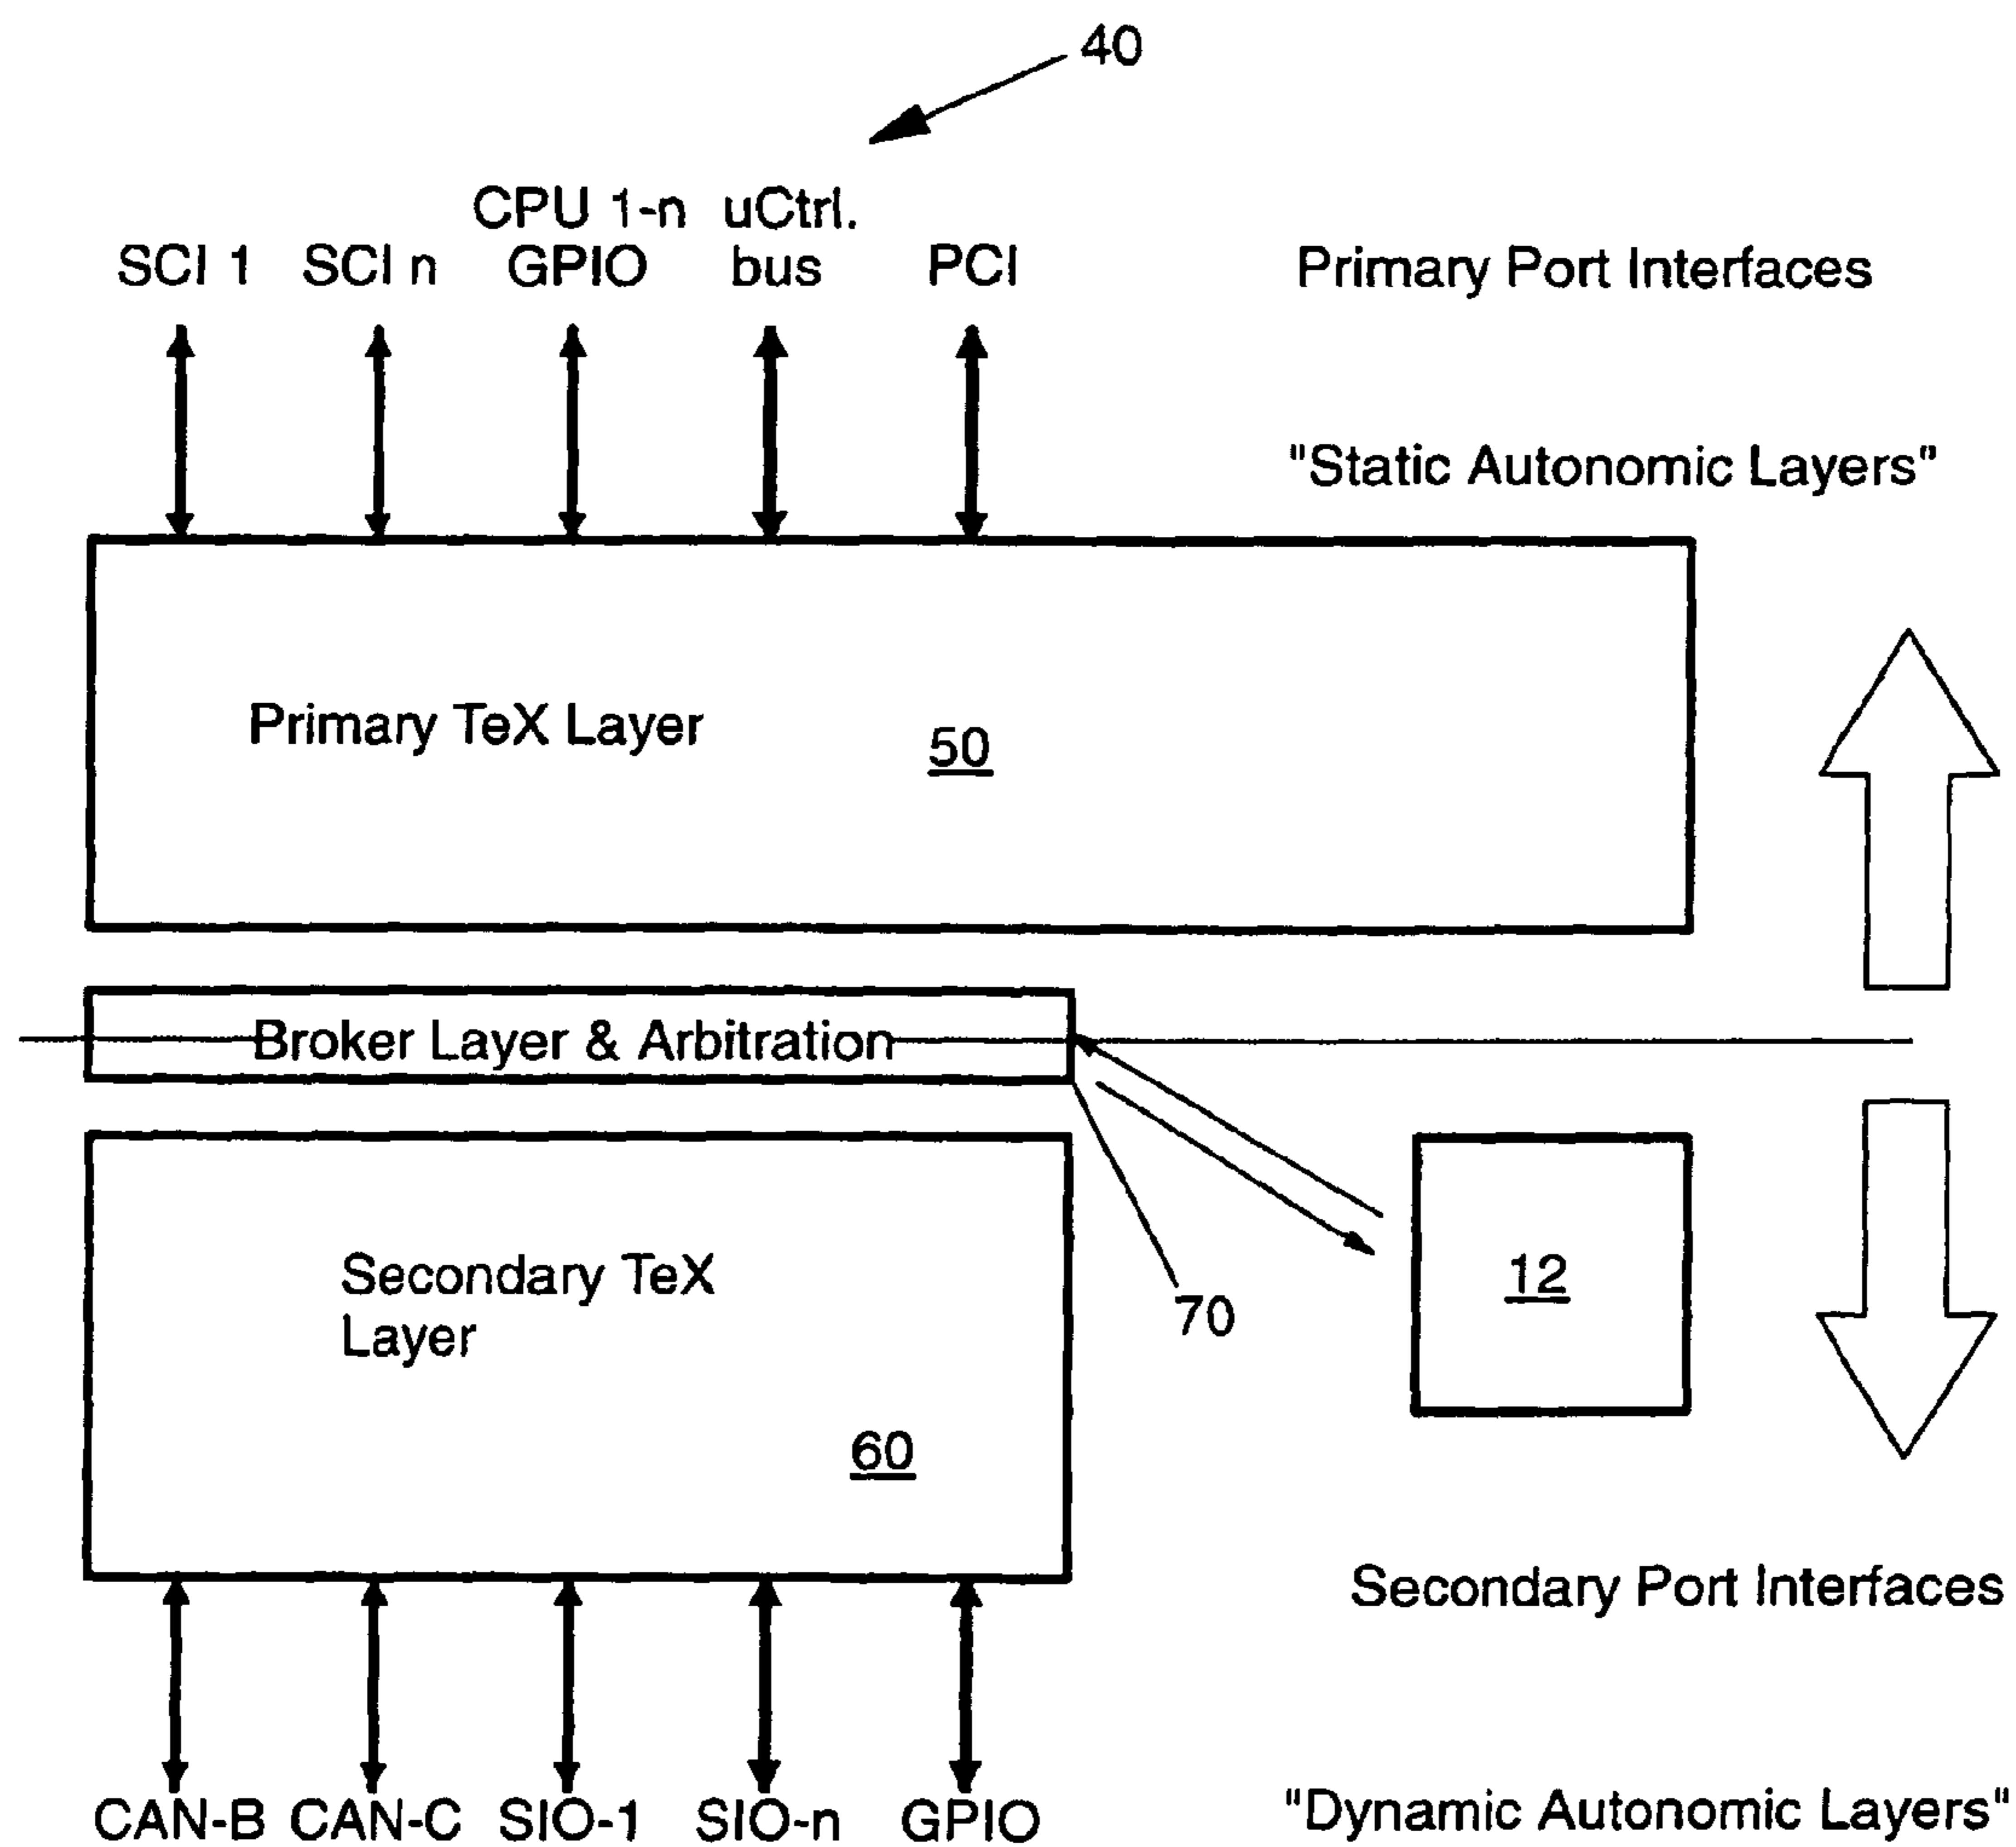 40
CPU 1-n uCtrl.
SCI 1 SCI n GPIO bus PCI
Primary Port Interfaces
"Static Autonomic Layers"
Primary TeX Layer
50
Broker Layer & Arbitration
Secondary TeX
Layer
12
70
60
Secondary Port Interfaces
CAN-B CAN-C SIO-1 SIO-n GPIO
"Dynamic Autonomic Layers"